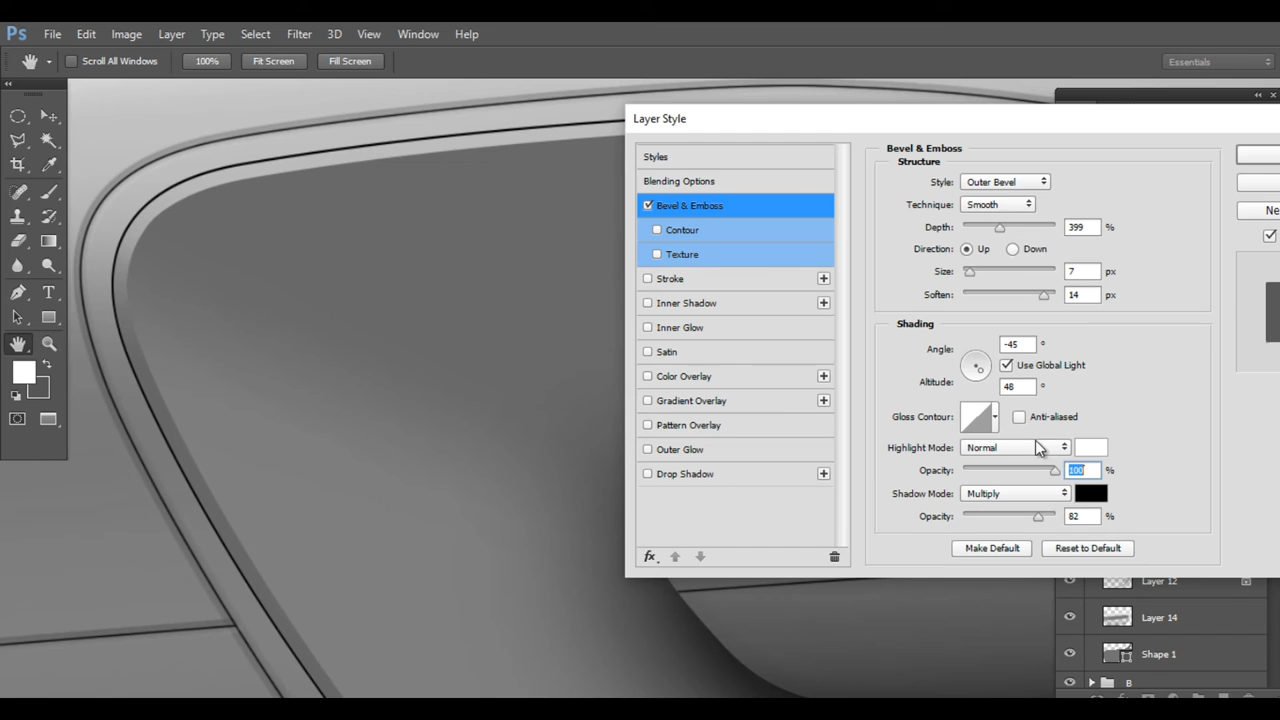 Ps File Edit Image Layer Type Select Filter 3D View Window Help
Scroll All Windows 100% Fit Screen Fill Screen Essentials
Layer Style
Styles
Blending Options
Bevel & Emboss
Contour
Texture
Stroke
Inner Shadow
Inner Glow
Satin
Color Overlay
Gradient Overlay
Pattern Overlay
Outer Glow
Drop Shadow
fx
Bevel & Emboss
Structure
Style: Outer Bevel
Technique: Smooth
Depth: 399 %
Direction: Up Down
Size: 7 px
Soften: 14 px
Shading
Angle: -45 °
Use Global Light
Altitude: 48 °
Gloss Contour: Anti-aliased
Highlight Mode: Normal
Opacity: 100 %
Shadow Mode: Multiply
Opacity: 82 %
Make Default Reset to Default
Ne
Layer 12
Layer 14
Shape 1
B